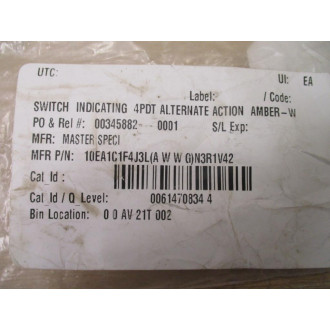 UTC:
UI: EA
Label: / Code:
SWITCH INDICATING 4PDT ALTERNATE ACTION AMBER-W
PO & Rel #: 00345882 0001 S/L Exp:
MFR: MASTER SPECI
MFR P/N: 10EA1C1F4J3L(A W W G)N3R1V42
Cat Id :
Cat Id / Q Level: 0061470834 4
Bin Location: 0 0 AV 21T 002